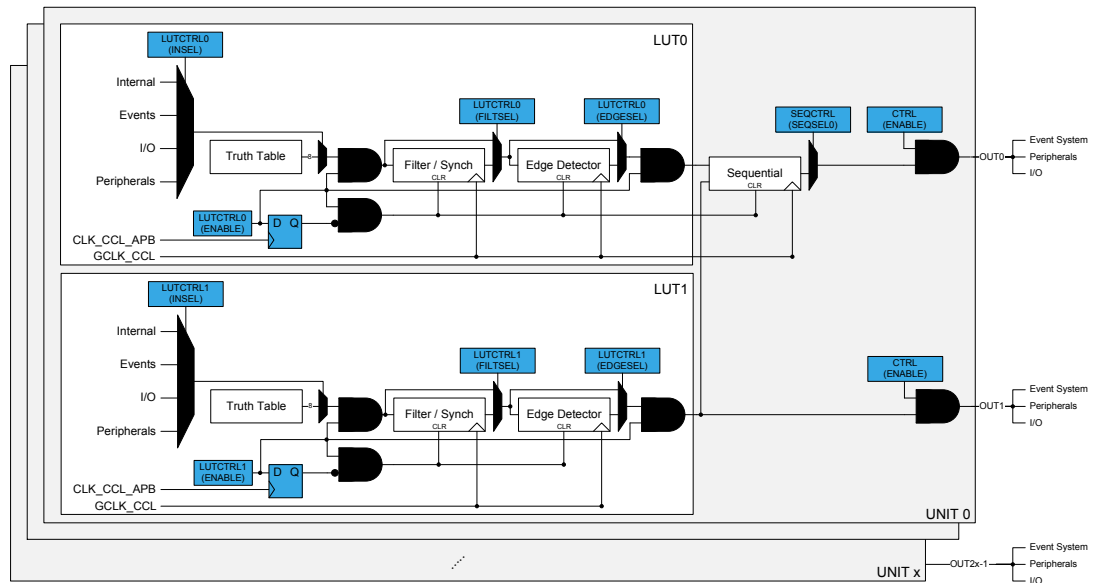 LUT0
LUTCTRL0
(INSEL)
Internal
Events
I/O
Peripherals
Truth Table
8
LUTCTRL0
(FILTSEL)
LUTCTRL0
(EDGESEL)
Filter / Synch
CLR
Edge Detector
CLR
LUTCTRL0
(ENABLE)
D Q
CLK_CCL_APB
GCLK_CCL
SEQCTRL
(SEQSEL0)
Sequential
CLR
CTRL
(ENABLE)
OUT0
Event System
Peripherals
I/O
LUT1
LUTCTRL1
(INSEL)
Internal
Events
I/O
Peripherals
Truth Table
8
LUTCTRL1
(FILTSEL)
LUTCTRL1
(EDGESEL)
Filter / Synch
CLR
Edge Detector
CLR
LUTCTRL1
(ENABLE)
D Q
CLK_CCL_APB
GCLK_CCL
CTRL
(ENABLE)
OUT1
Event System
Peripherals
I/O
UNIT 0
UNIT x
OUT2x-1
Event System
Peripherals
I/O